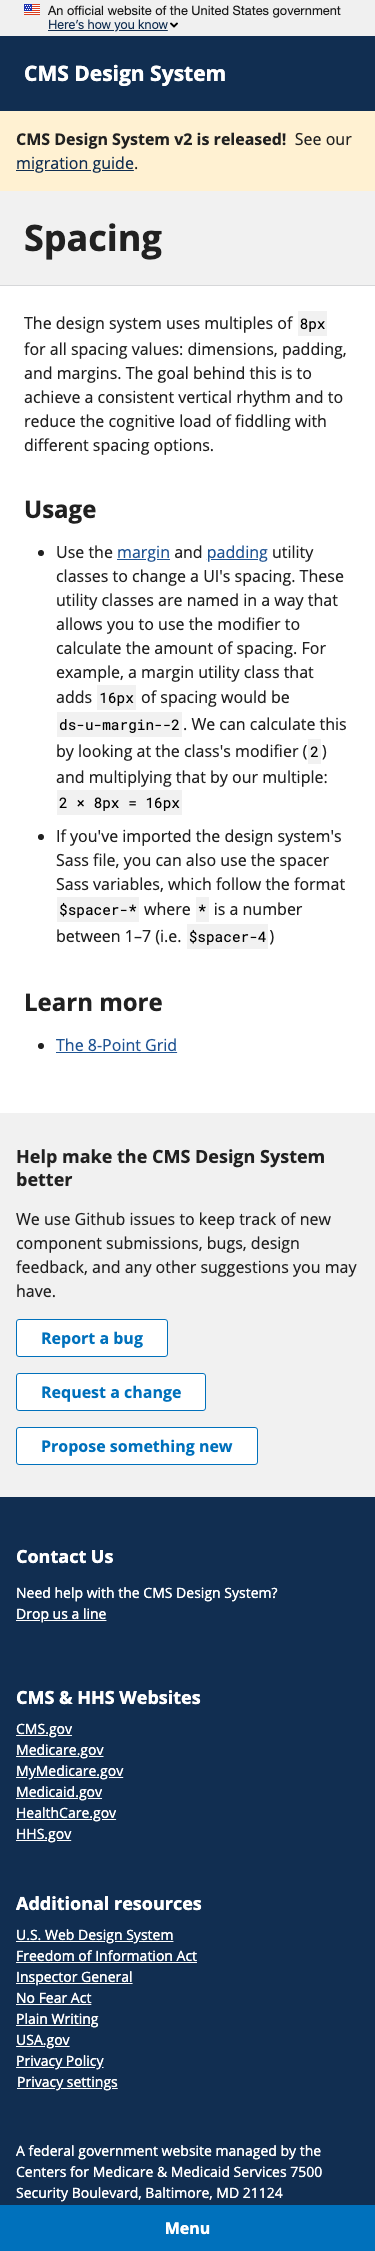 An official website of the United States government
Here's how you know
CMS Design System
CMS Design System v2 is released! See our
migration guide.
Spacing
The design system uses multiples of 8px
for all spacing values: dimensions, padding,
and margins. The goal behind this is to
achieve a consistent vertical rhythm and to
reduce the cognitive load of fiddling with
different spacing options.
Usage
• Use the margin and padding utility
classes to change a UI's spacing. These
utility classes are named in a way that
allows you to use the modifier to
calculate the amount of spacing. For
example, a margin utility class that
adds 16px of spacing would be
ds-u-margin--2. We can calculate this
by looking at the class's modifier (2)
and multiplying that by our multiple:
2 × 8px = 16px
• If you've imported the design system's
Sass file, you can also use the spacer
Sass variables, which follow the format
$spacer-* where * is a number
between 1–7 (i.e. $spacer-4)
Learn more
• The 8-Point Grid
Help make the CMS Design System
better
We use Github issues to keep track of new
component submissions, bugs, design
feedback, and any other suggestions you may
have.
Report a bug
Request a change
Propose something new
Contact Us
Need help with the CMS Design System?
Drop us a line
CMS & HHS Websites
CMS.gov
Medicare.gov
MyMedicare.gov
Medicaid.gov
HealthCare.gov
HHS.gov
Additional resources
U.S. Web Design System
Freedom of Information Act
Inspector General
No Fear Act
Plain Writing
USA.gov
Privacy Policy
Privacy settings
A federal government website managed by the
Centers for Medicare & Medicaid Services 7500
Security Boulevard, Baltimore, MD 21124
Menu